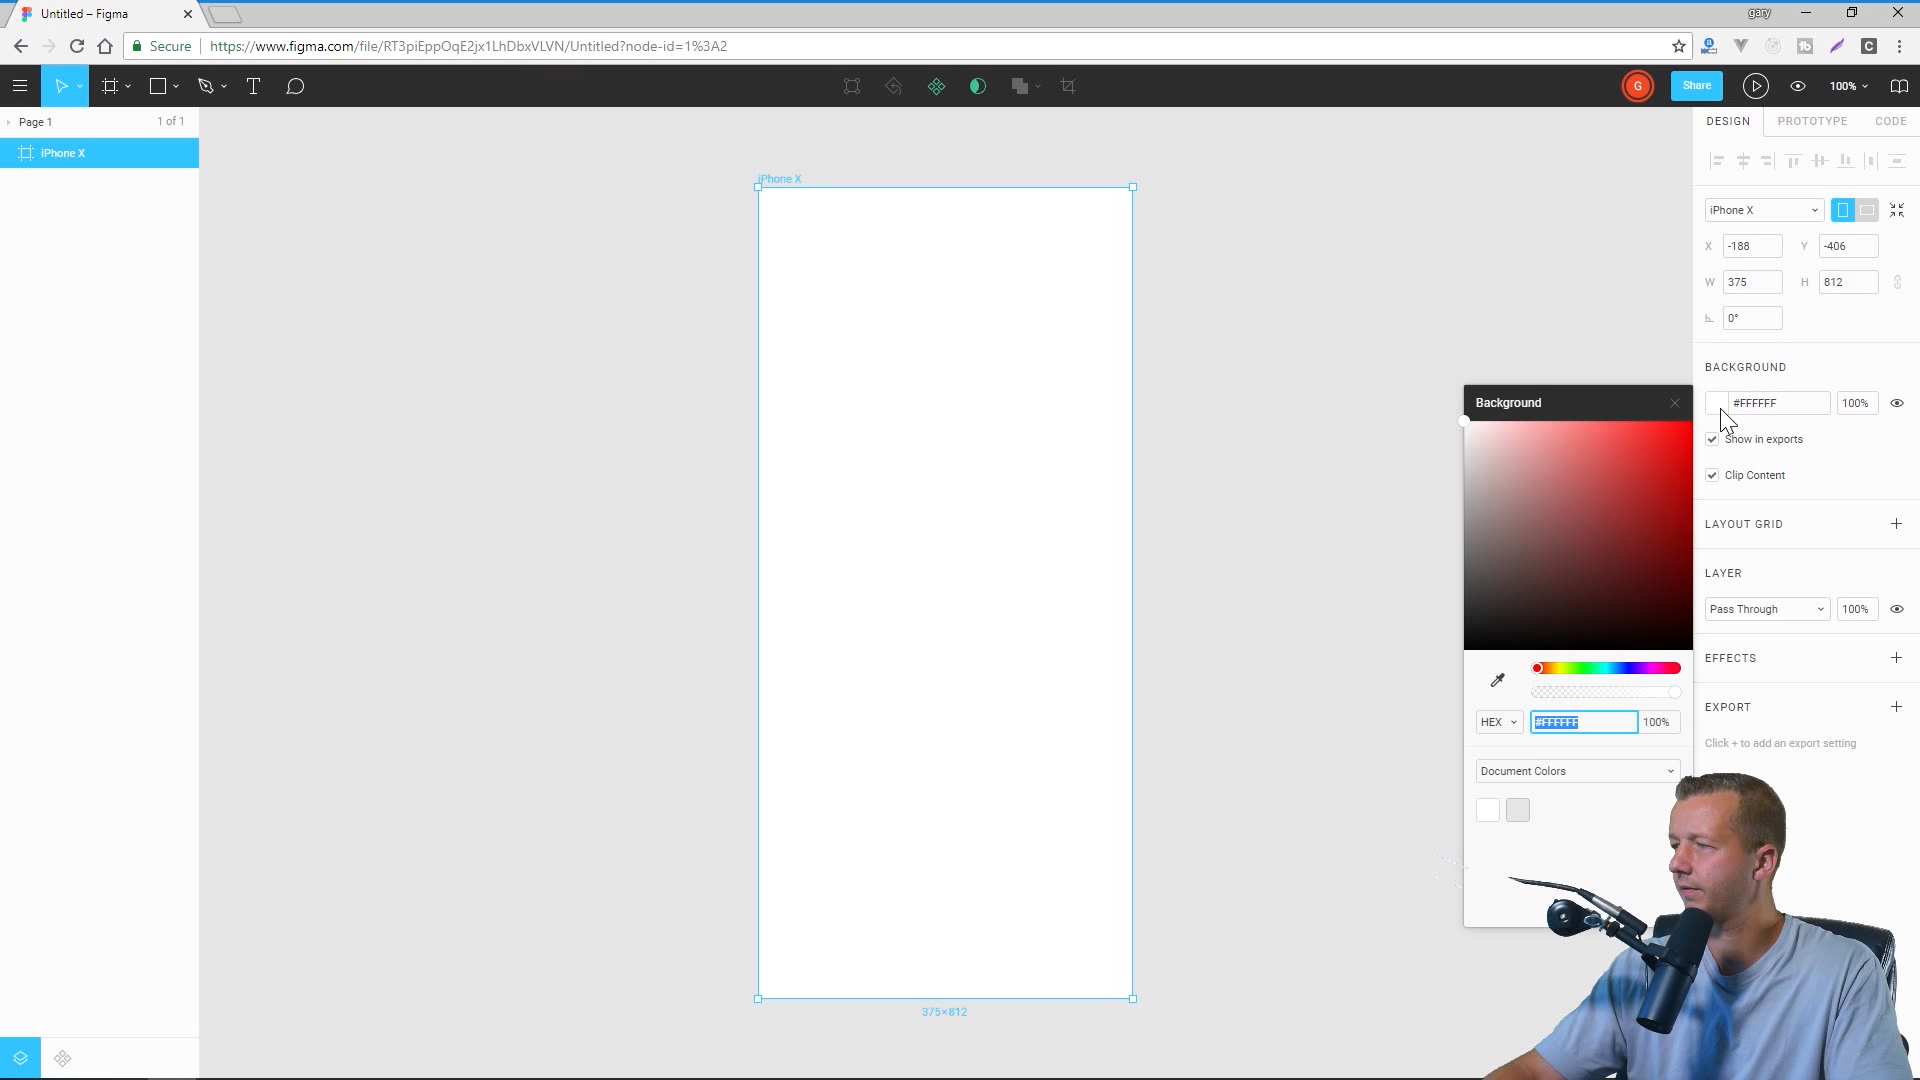 Untitled – Figma
gary
Secure
https://www.figma.com/file/RT3piEppOqE2jx1LhDbxVLVN/Untitled?node-id=1%3A2
G
Share
100%
Page 1
1 of 1
DESIGN
PROTOTYPE
CODE
iPhone X
iPhone X
iPhone X
X
-188
Y
-406
W
375
H
812
0°
BACKGROUND
Background
#FFFFFF
100%
Show in exports
Clip Content
LAYOUT GRID
LAYER
Pass Through
100%
EFFECTS
EXPORT
HEX
#FFFFFF
100%
Click + to add an export setting
Document Colors
375×812